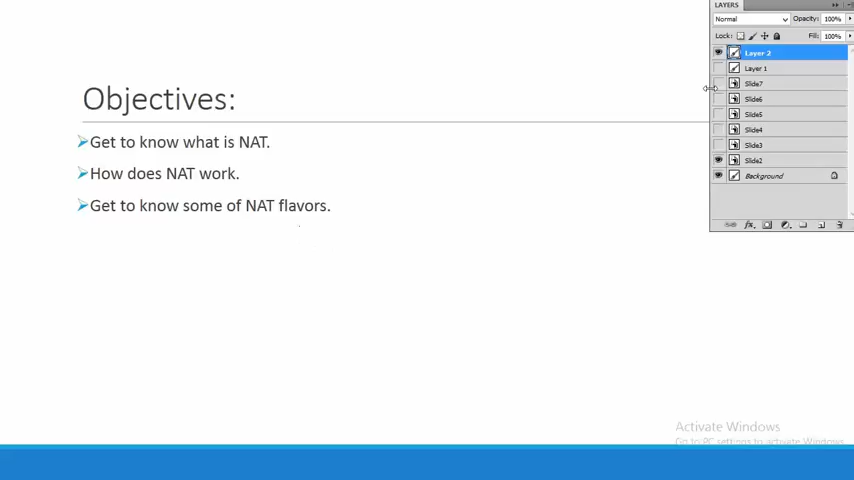 LAYERS
Normal Opacity: 100%
Lock: Fill: 100%
Layer 2
Layer 1
Slide7
Slide6
Slide5
Slide4
Slide3
Slide2
Background
fx
Objectives:
Get to know what is NAT.
How does NAT work.
Get to know some of NAT flavors.
Activate Windows
Go to PC settings to activate Windows.